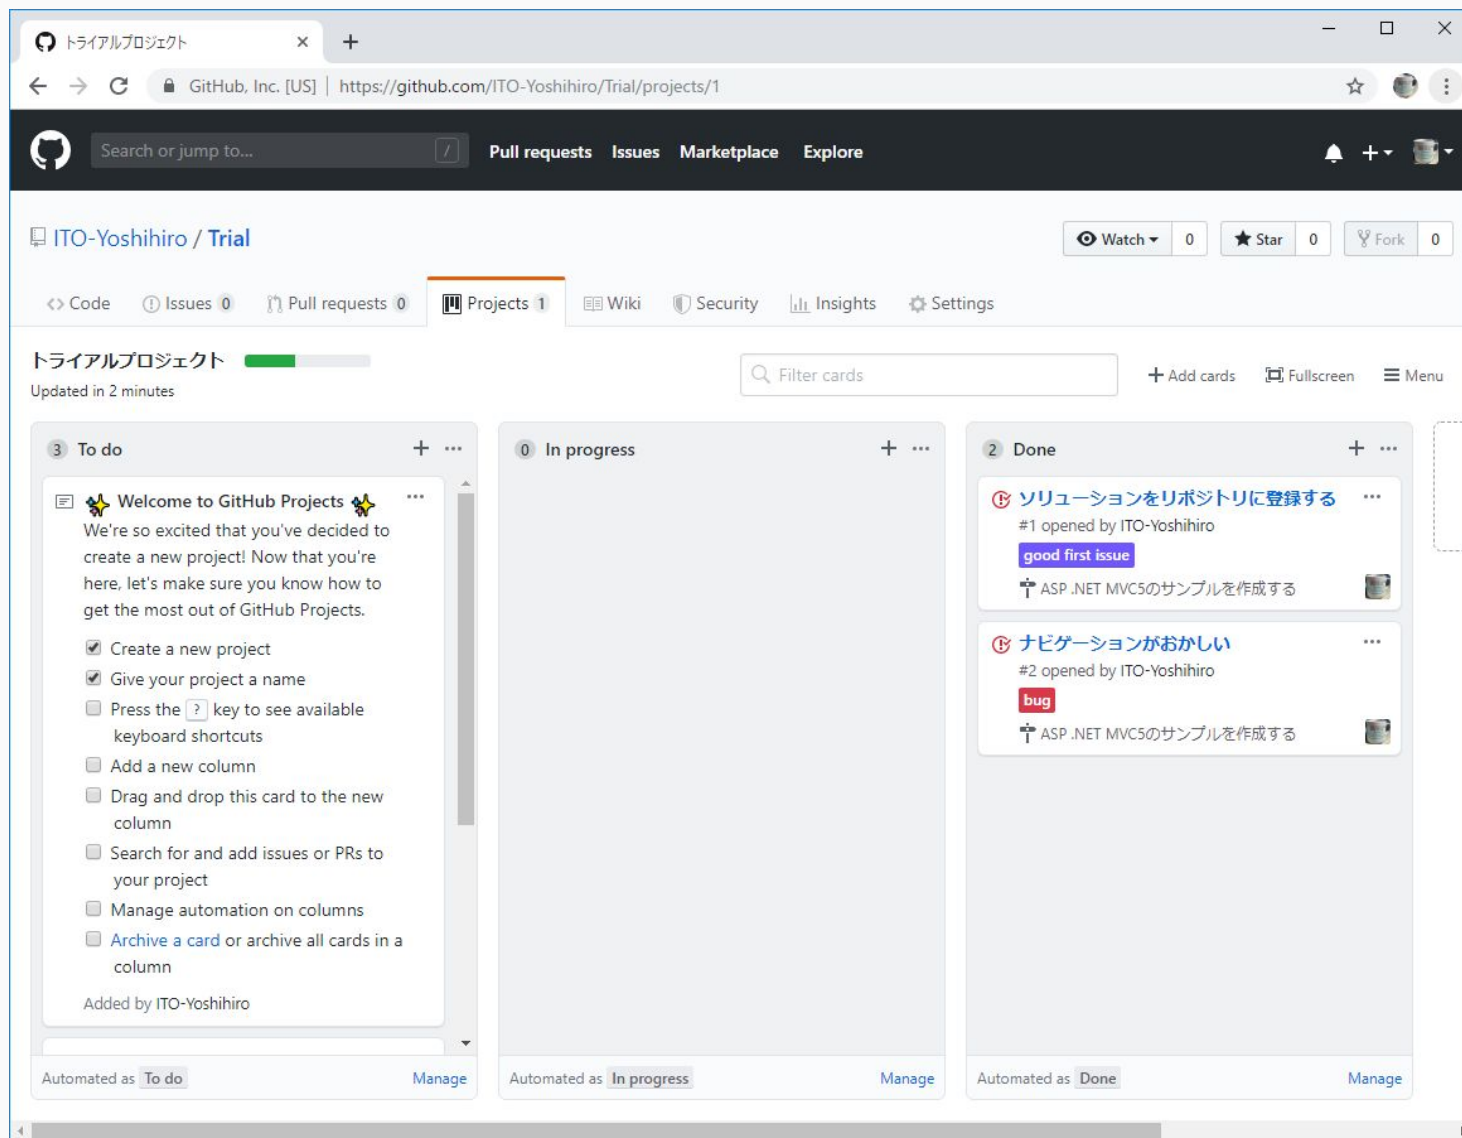 トライアルプロジェクト
GitHub, Inc. [US] | https://github.com/ITO-Yoshihiro/Trial/projects/1
Search or jump to... /
Pull requests Issues Marketplace Explore
ITO-Yoshihiro / Trial
Watch 0 Star 0 Fork 0
Code Issues 0 Pull requests 0 Projects 1 Wiki Security Insights Settings
トライアルプロジェクト
Updated in 2 minutes
Filter cards
Add cards Fullscreen Menu
3 To do
Welcome to GitHub Projects
We're so excited that you've decided to
create a new project! Now that you're
here, let's make sure you know how to
get the most out of GitHub Projects.
Create a new project
Give your project a name
Press the ? key to see available
keyboard shortcuts
Add a new column
Drag and drop this card to the new
column
Search for and add issues or PRs to
your project
Manage automation on columns
Archive a card or archive all cards in a
column
Added by ITO-Yoshihiro
Automated as To do Manage
0 In progress
Automated as In progress Manage
2 Done
ソリューションをリポジトリに登録する
#1 opened by ITO-Yoshihiro
good first issue
ASP .NET MVC5のサンプルを作成する
ナビゲーションがおかしい
#2 opened by ITO-Yoshihiro
bug
ASP .NET MVC5のサンプルを作成する
Automated as Done Manage